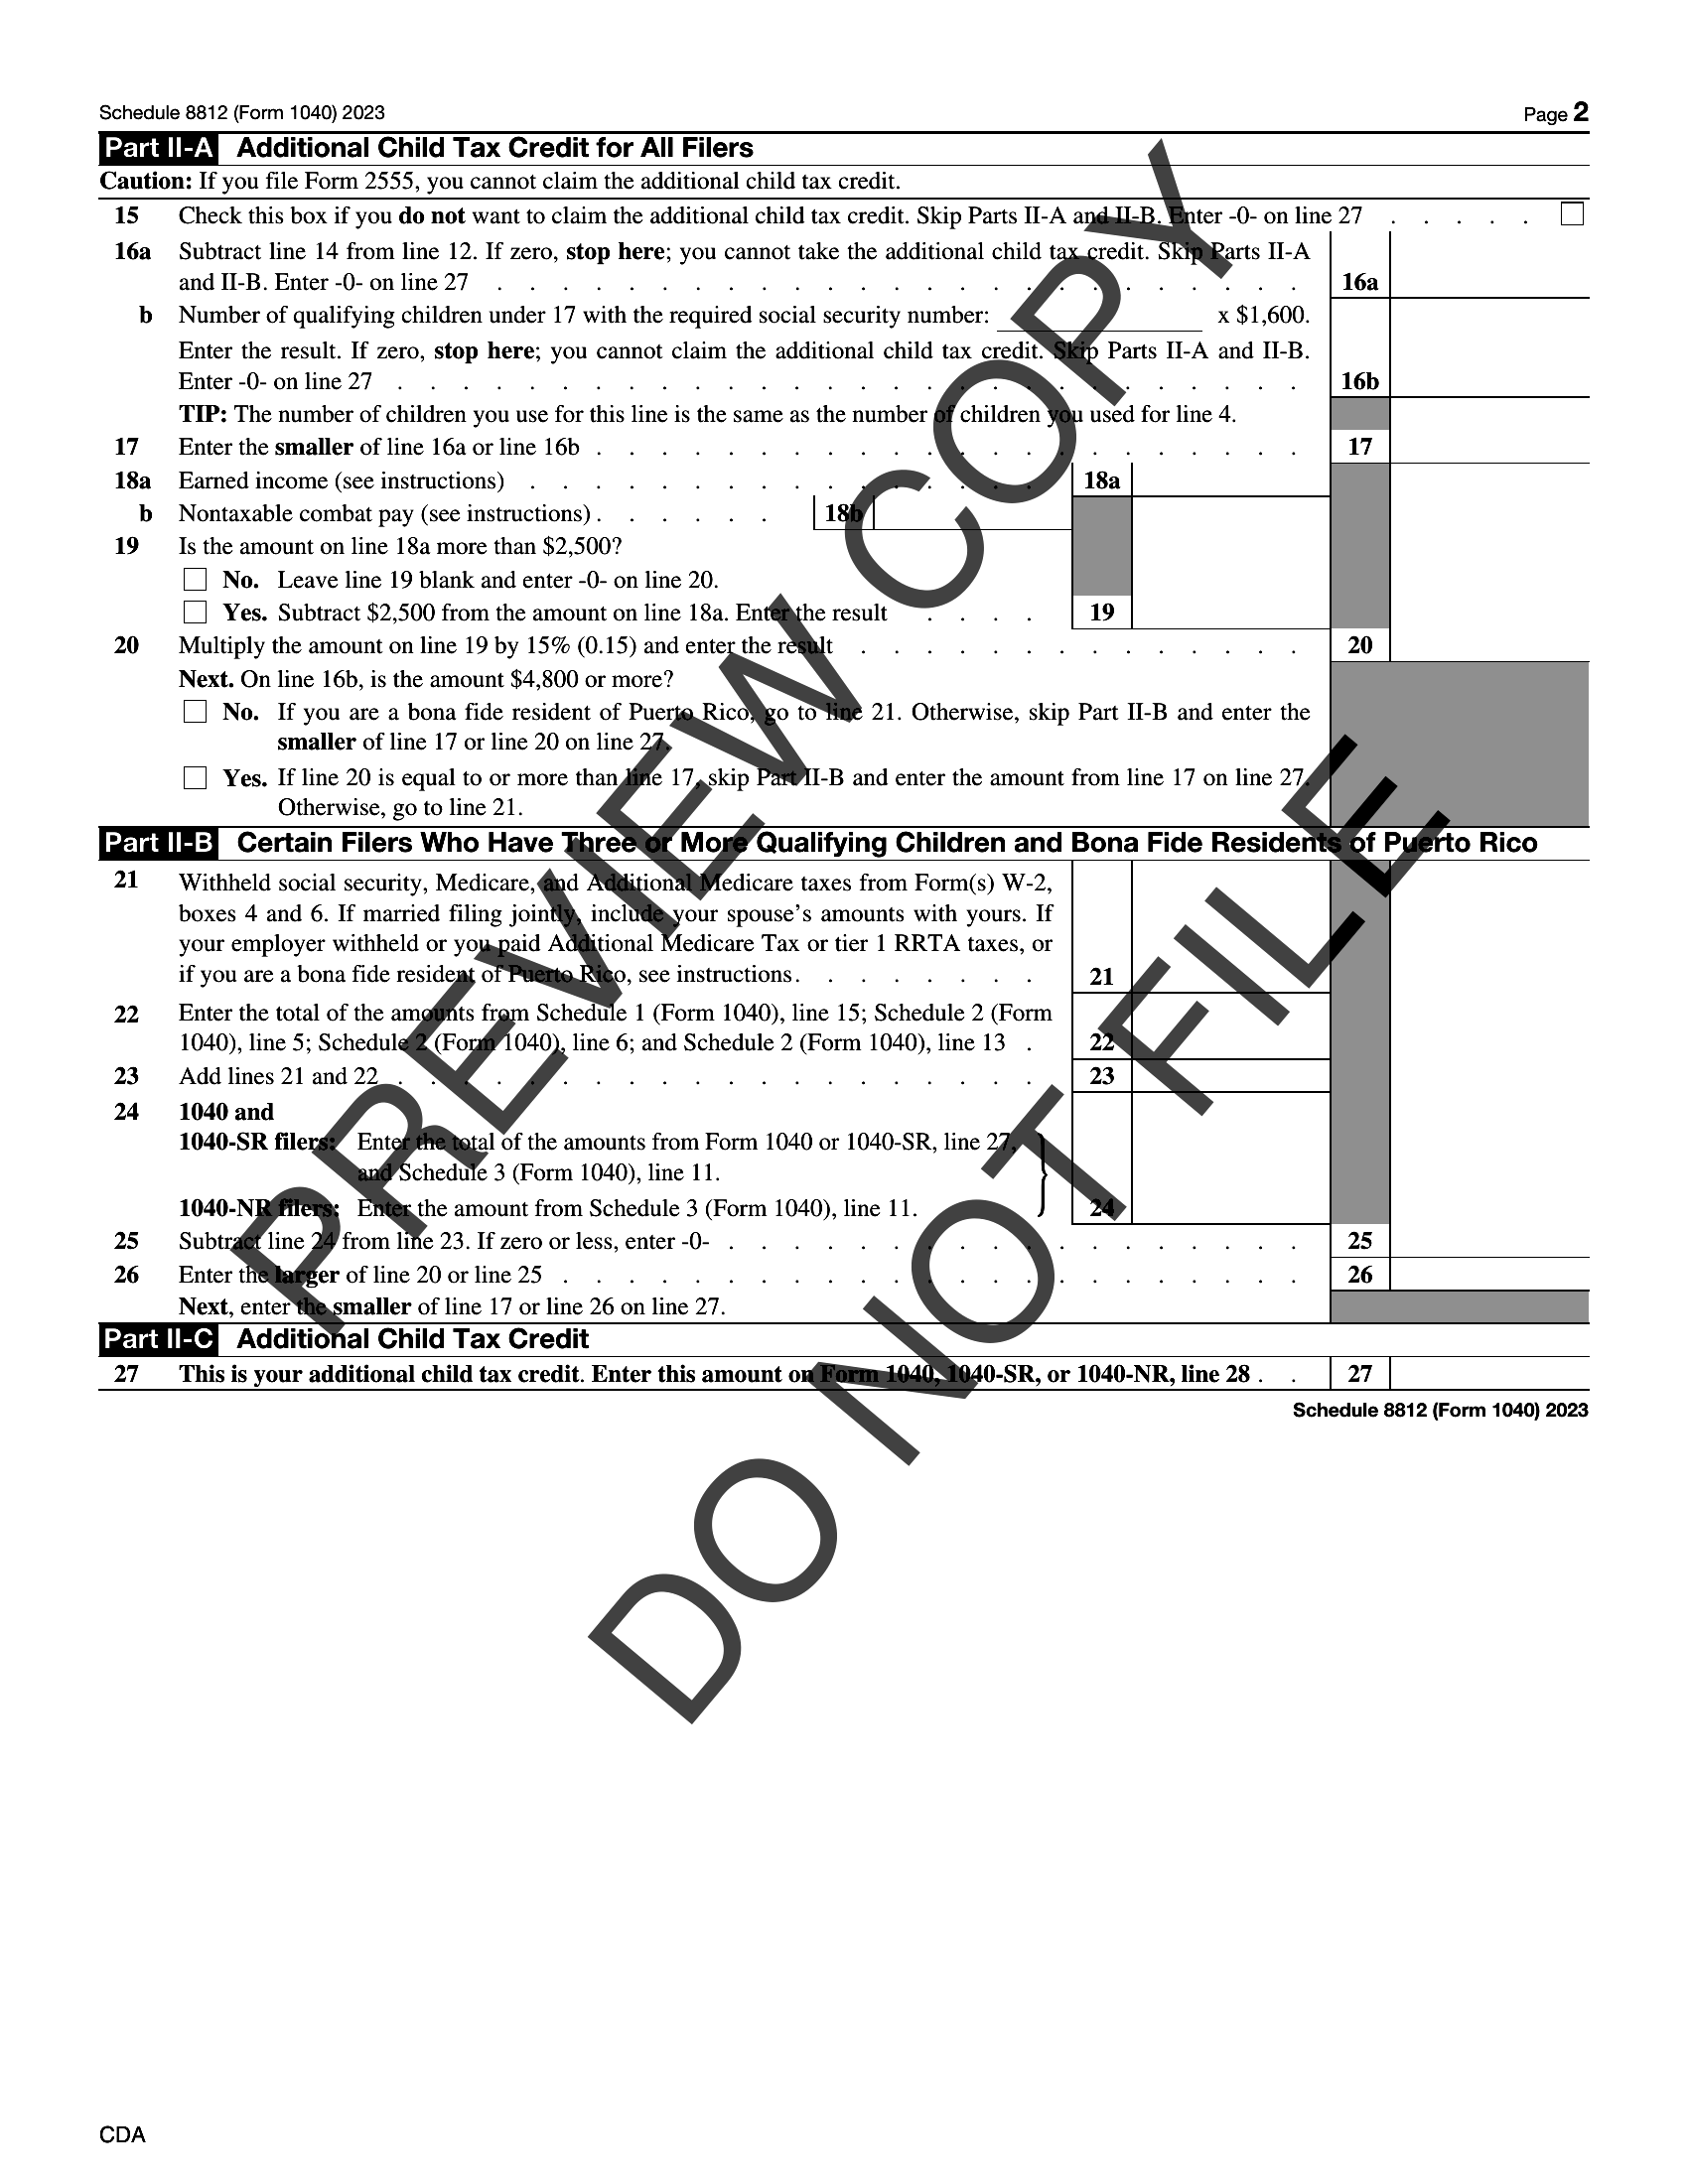 Schedule 8812 (Form 1040) 2023 Page 2
Part II-A Additional Child Tax Credit for All Filers
Caution: If you file Form 2555, you cannot claim the additional child tax credit.
15 Check this box if you do not want to claim the additional child tax credit. Skip Parts II-A and II-B. Enter -0- on line 27 . . . . .
16a Subtract line 14 from line 12. If zero, stop here; you cannot take the additional child tax credit. Skip Parts II-A
and II-B. Enter -0- on line 27 . . . . . . . . . . . . . . . . . . . . . . . . . 16a
b Number of qualifying children under 17 with the required social security number: x $1,600.
Enter the result. If zero, stop here; you cannot claim the additional child tax credit. Skip Parts II-A and II-B.
Enter -0- on line 27 . . . . . . . . . . . . . . . . . . . . . . . . . . . . 16b
TIP: The number of children you use for this line is the same as the number of children you used for line 4.
17 Enter the smaller of line 16a or line 16b . . . . . . . . . . . . . . . . . . . . . . 17
18a Earned income (see instructions) . . . . . . . . . . . . . . . . 18a
b Nontaxable combat pay (see instructions) . . . . . . 18b
19 Is the amount on line 18a more than $2,500?
No. Leave line 19 blank and enter -0- on line 20.
Yes. Subtract $2,500 from the amount on line 18a. Enter the result . . . . 19
20 Multiply the amount on line 19 by 15% (0.15) and enter the result . . . . . . . . . . . . . . 20
Next. On line 16b, is the amount $4,800 or more?
No. If you are a bona fide resident of Puerto Rico, go to line 21. Otherwise, skip Part II-B and enter the
smaller of line 17 or line 20 on line 27.
Yes. If line 20 is equal to or more than line 17, skip Part II-B and enter the amount from line 17 on line 27.
Otherwise, go to line 21.
Part II-B Certain Filers Who Have Three or More Qualifying Children and Bona Fide Residents of Puerto Rico
21 Withheld social security, Medicare, and Additional Medicare taxes from Form(s) W-2,
boxes 4 and 6. If married filing jointly, include your spouse’s amounts with yours. If
your employer withheld or you paid Additional Medicare Tax or tier 1 RRTA taxes, or
if you are a bona fide resident of Puerto Rico, see instructions . . . . . . . . 21
22 Enter the total of the amounts from Schedule 1 (Form 1040), line 15; Schedule 2 (Form
1040), line 5; Schedule 2 (Form 1040), line 6; and Schedule 2 (Form 1040), line 13 . 22
23 Add lines 21 and 22 . . . . . . . . . . . . . . . . . . . . 23
24 1040 and
1040-SR filers: Enter the total of the amounts from Form 1040 or 1040-SR, line 27,
and Schedule 3 (Form 1040), line 11.
1040-NR filers: Enter the amount from Schedule 3 (Form 1040), line 11. 24
25 Subtract line 24 from line 23. If zero or less, enter -0- . . . . . . . . . . . . . . . . . . 25
26 Enter the larger of line 20 or line 25 . . . . . . . . . . . . . . . . . . . . . . . 26
Next, enter the smaller of line 17 or line 26 on line 27.
Part II-C Additional Child Tax Credit
27 This is your additional child tax credit. Enter this amount on Form 1040, 1040-SR, or 1040-NR, line 28 . . 27
Schedule 8812 (Form 1040) 2023
PREVIEW COPY
DO NOT FILE
CDA